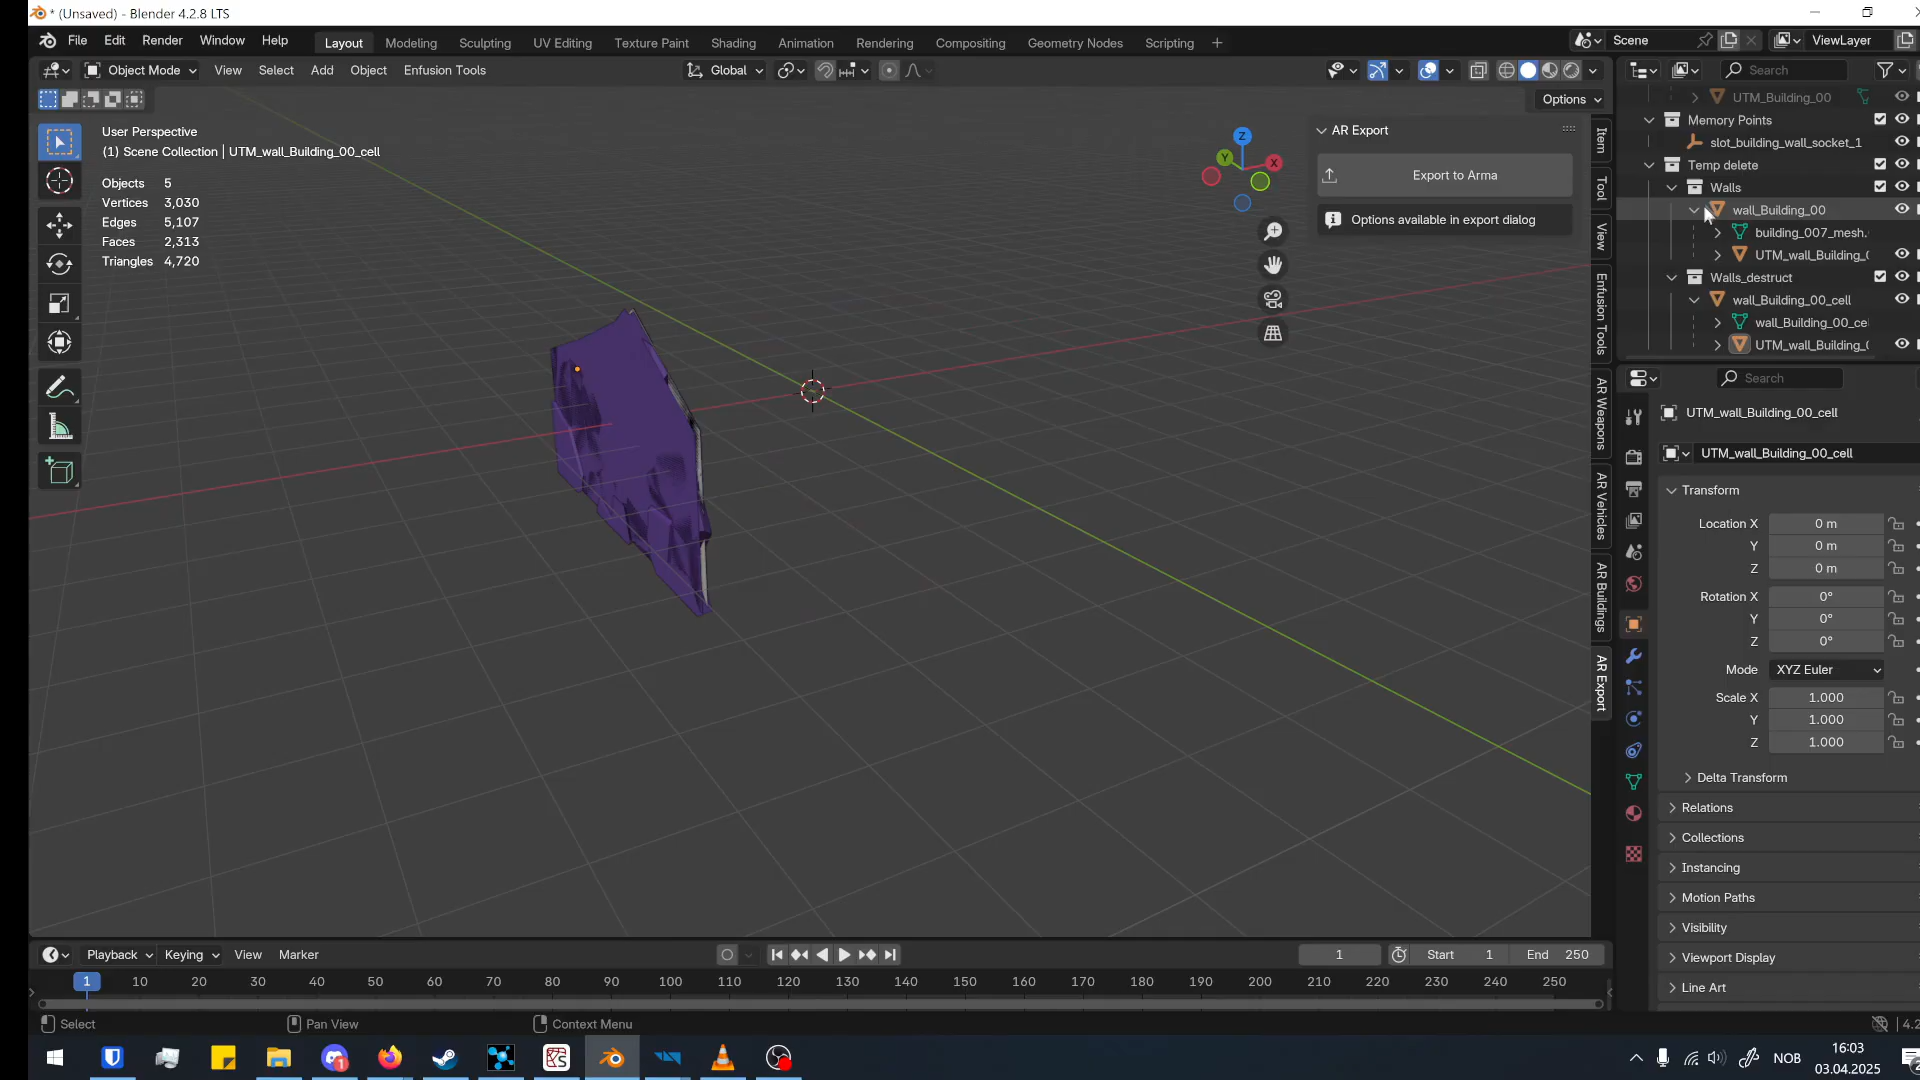 * (Unsaved) - Blender 4.2.8 LTS
File Edit Render Window Help Layout Modeling Sculpting UV Editing Texture Paint Shading Animation Rendering Compositing Geometry Nodes Scripting + Scene ViewLayer
Object Mode View Select Add Object Enfusion Tools Global Search
Options
User Perspective
(1) Scene Collection | UTM_wall_Building_00_cell
Objects 5
Vertices 3,030
Edges 5,107
Faces 2,313
Triangles 4,720
Z
Y
X
AR Export
Export to Arma
Options available in export dialog
Item
Tool
View
Enfusion Tools
AR Weapons
AR Vehicles
AR Buildings
AR Export
UTM_Building_00
Memory Points
slot_building_wall_socket_1
Temp delete
Walls
wall_Building_00
building_007_mesh.
UTM_wall_Building_0
Walls_destruct
wall_Building_00_cell
wall_Building_00_ce
UTM_wall_Building_0
Search
UTM_wall_Building_00_cell
UTM_wall_Building_00_cell
Transform
Location X 0 m
Y 0 m
Z 0 m
Rotation X 0°
Y 0°
Z 0°
Mode XYZ Euler
Scale X 1.000
Y 1.000
Z 1.000
Delta Transform
Relations
Collections
Instancing
Motion Paths
Visibility
Viewport Display
Line Art
Playback Keying View Marker 1 Start 1 End 250
1 10 20 30 40 50 60 70 80 90 100 110 120 130 140 150 160 170 180 190 200 210 220 230 240 250
Select Pan View Context Menu 4.2
NOB
16:03
03.04.2025